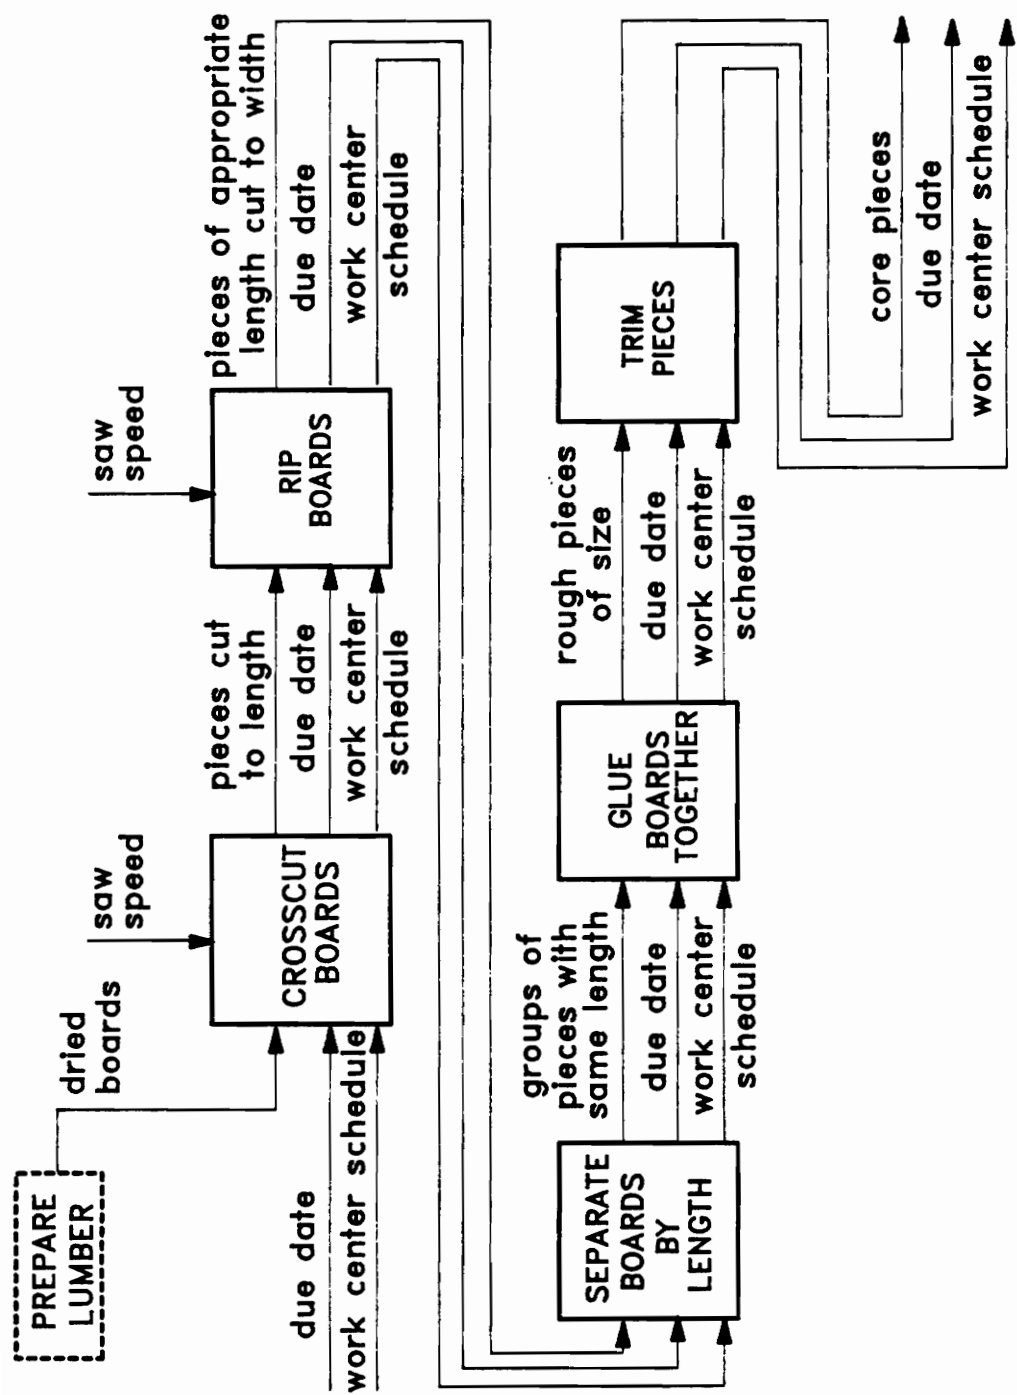 PREPARE
LUMBER
dried
boards
saw
speed
saw
speed
due date
work center schedule
CROSSCUT
BOARDS
pieces cut
to length
due date
work center
schedule
RIP
BOARDS
pieces of appropriate
length cut to width
due date
work center
schedule
SEPARATE
BOARDS
BY
LENGTH
groups of
pieces with
same length
due date
work center
schedule
GLUE
BOARDS
TOGETHER
rough pieces
of size
due date
work center
schedule
TRIM
PIECES
core pieces
due date
work center schedule